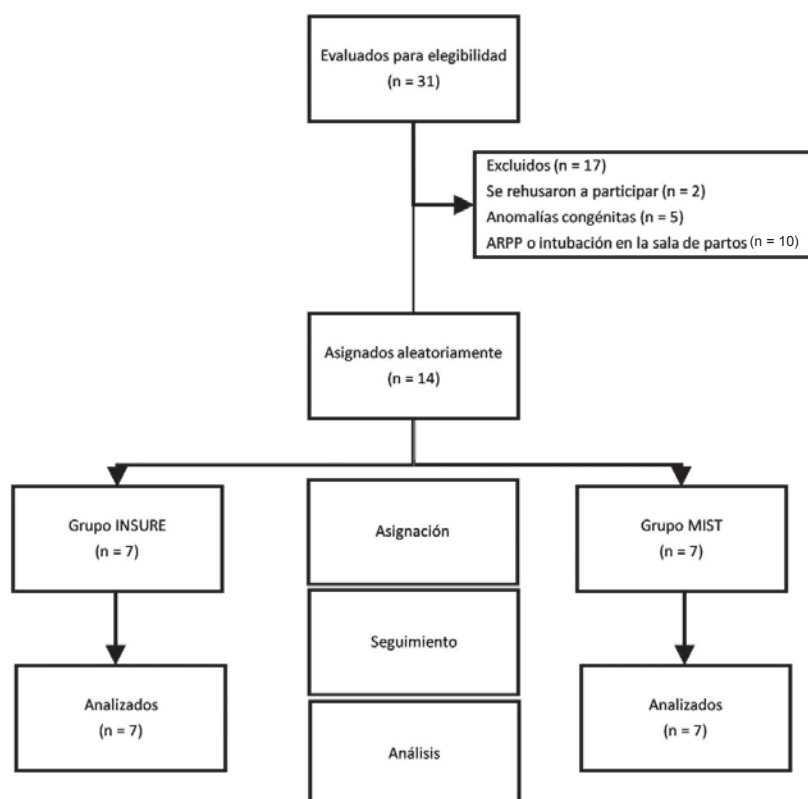 Evaluados para elegibilidad
(n = 31)
Excluidos (n = 17)
Se rehusaron a participar (n = 2)
Anomalías congénitas (n = 5)
ARPP o intubación en la sala de partos (n = 10)
Asignados aleatoriamente
(n = 14)
Grupo INSURE
(n = 7)
Asignación
Grupo MIST
(n = 7)
Seguimiento
Analizados
(n = 7)
Analizados
(n = 7)
Análisis